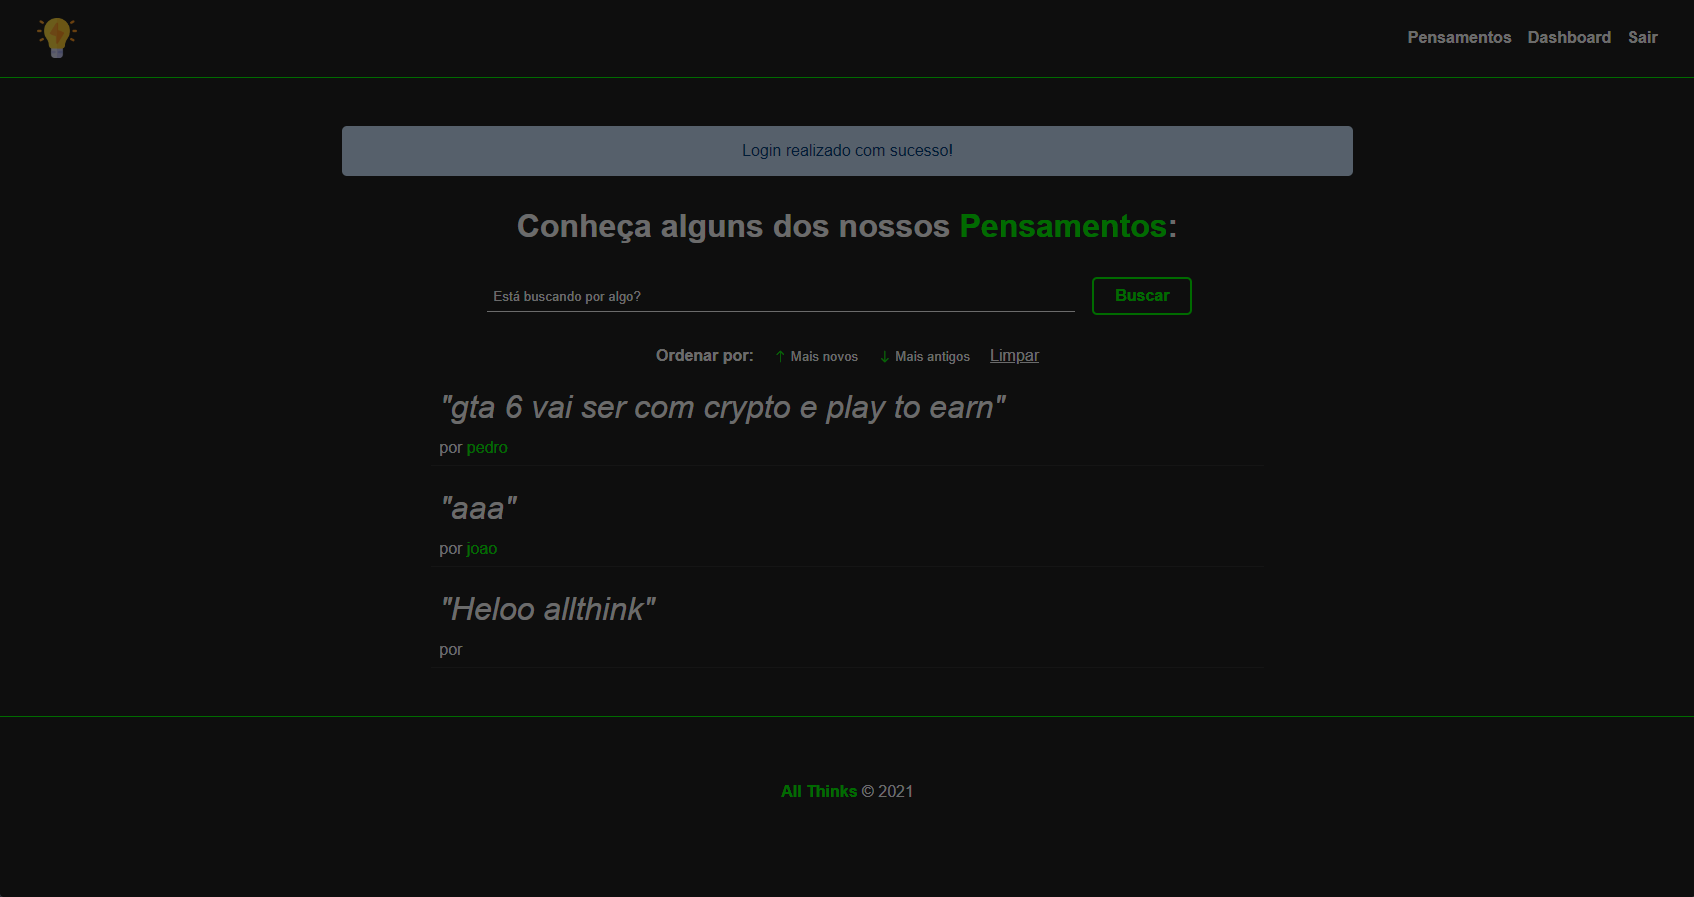 Pensamentos Dashboard Sair
Login realizado com sucesso!
Conheça alguns dos nossos Pensamentos:
Está buscando por algo? Buscar
Ordenar por: ↑ Mais novos ↓ Mais antigos Limpar
"gta 6 vai ser com crypto e play to earn"
por pedro
"aaa"
por joao
"Heloo allthink"
por
All Thinks © 2021